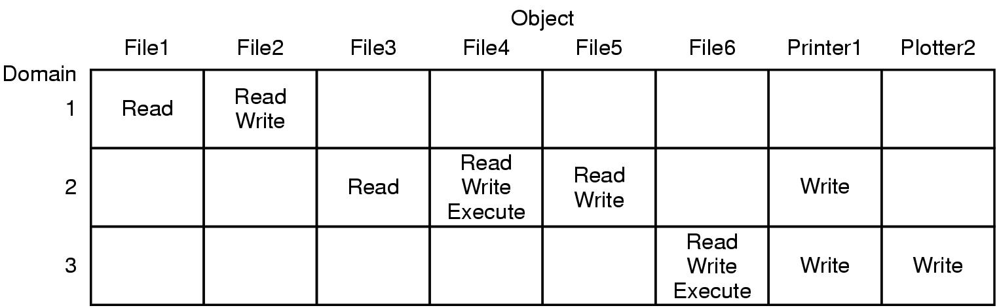 Object
File1 File2 File3 File4 File5 File6 Printer1 Plotter2
Domain
1 Read Read
Write
2 Read Read
Write
Execute Read
Write Write
3 Read
Write
Execute Write Write